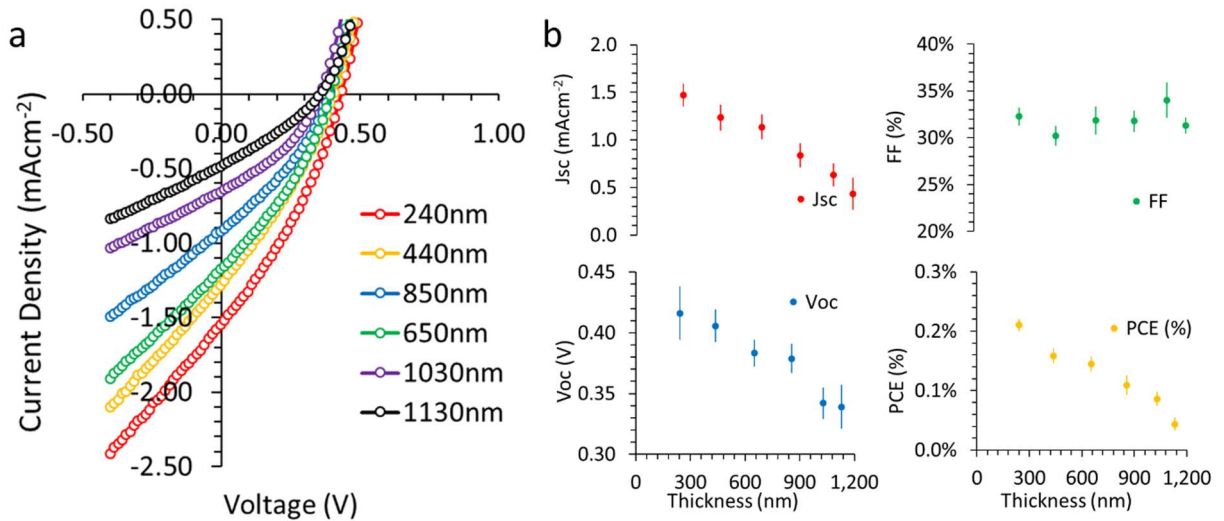 a
0.50
0.00
-0.50
0.00
0.50
1.00
-0.50
-1.00
-1.50
-2.00
-2.50
Current Density (mAcm-2)
Voltage (V)
240nm
440nm
850nm
650nm
1030nm
1130nm
b
2.0
1.5
1.0
0.5
0.0
Jsc (mAcm-2)
Jsc
40%
35%
30%
25%
20%
FF (%)
FF
0.45
0.40
0.35
0.30
Voc (V)
Voc
0 300 600 900 1,200
Thickness (nm)
0.3%
0.2%
0.1%
0.0%
PCE (%)
PCE (%)
0 300 600 900 1,200
Thickness (nm)